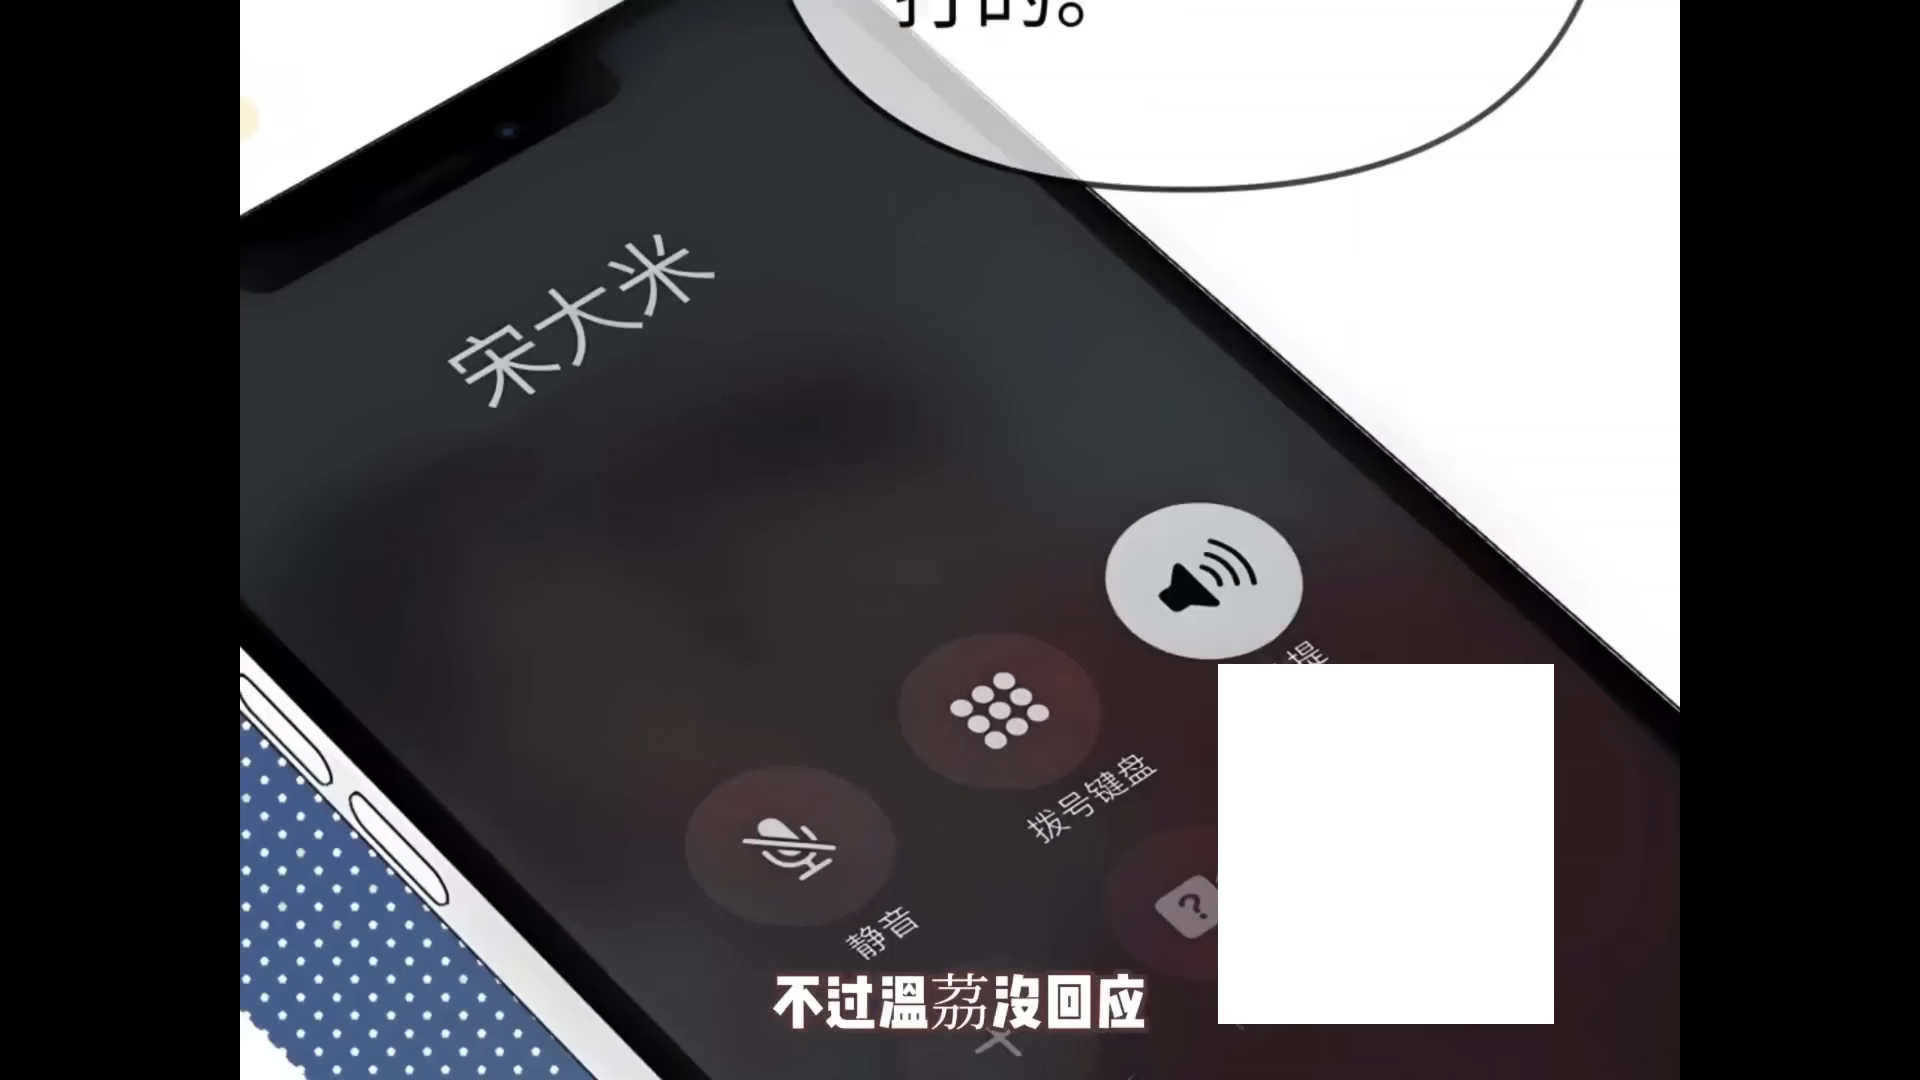 打的。
宋大米
提
拨号键盘
静音
不过温荔没回应